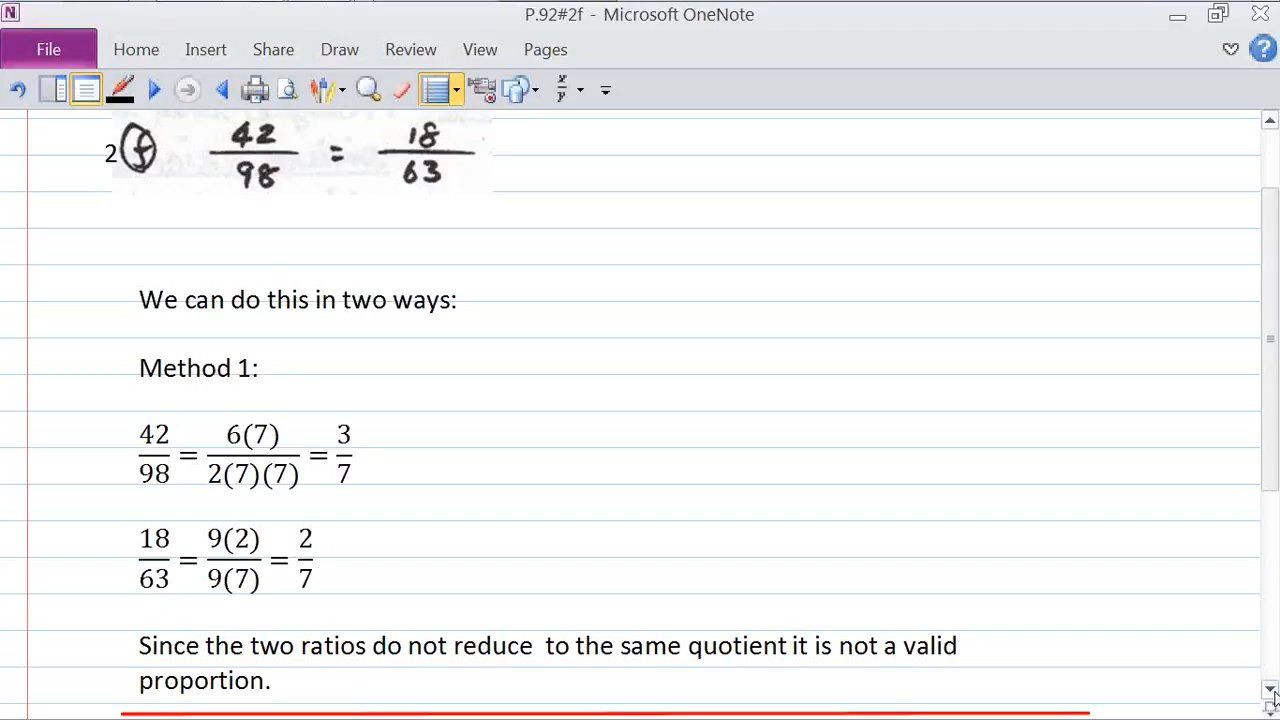 P.92#2f - Microsoft OneNote
File Home Insert Share Draw Review View Pages
x/y
2 f 42/98 = 18/63
We can do this in two ways:
Method 1:
42/98 = 6(7)/2(7)(7) = 3/7
18/63 = 9(2)/9(7) = 2/7
Since the two ratios do not reduce to the same quotient it is not a valid
proportion.